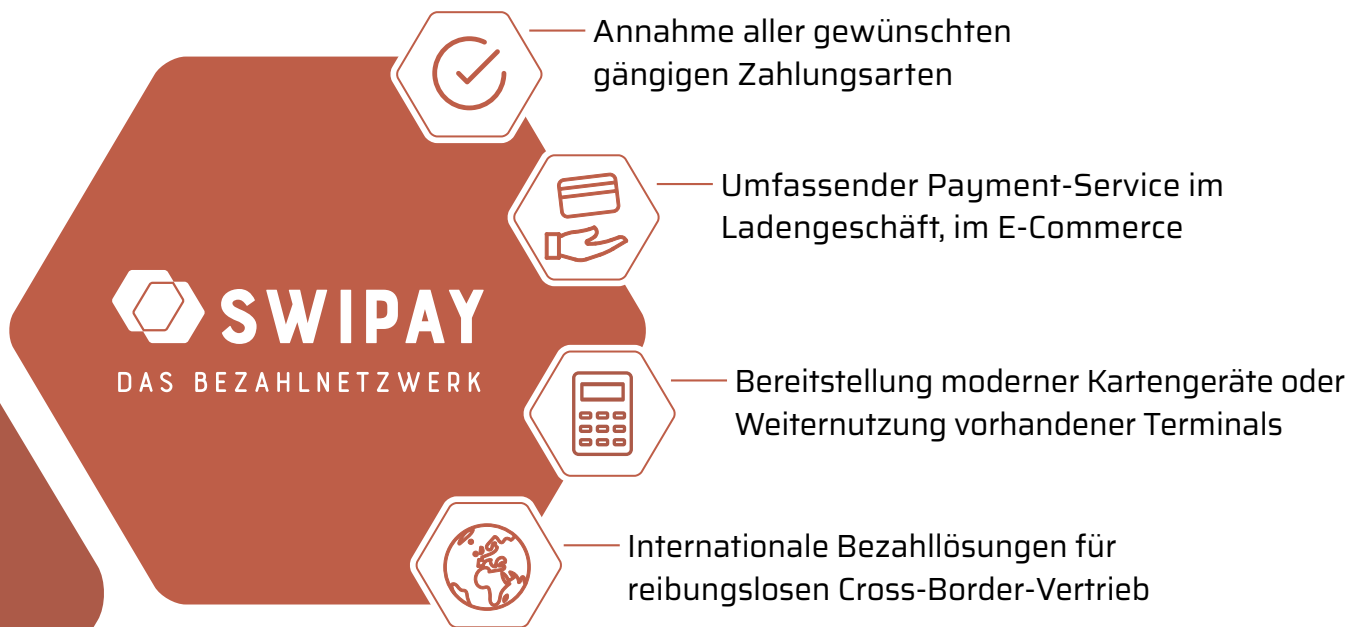 Annahme aller gewünschten
gängigen Zahlungsarten
Umfassender Payment-Service im
Ladengeschäft, im E-Commerce
SWIPAY
DAS BEZAHLNETZWERK
Bereitstellung moderner Kartengeräte oder
Weiternutzung vorhandener Terminals
Internationale Bezahllösungen für
reibungslosen Cross-Border-Vertrieb